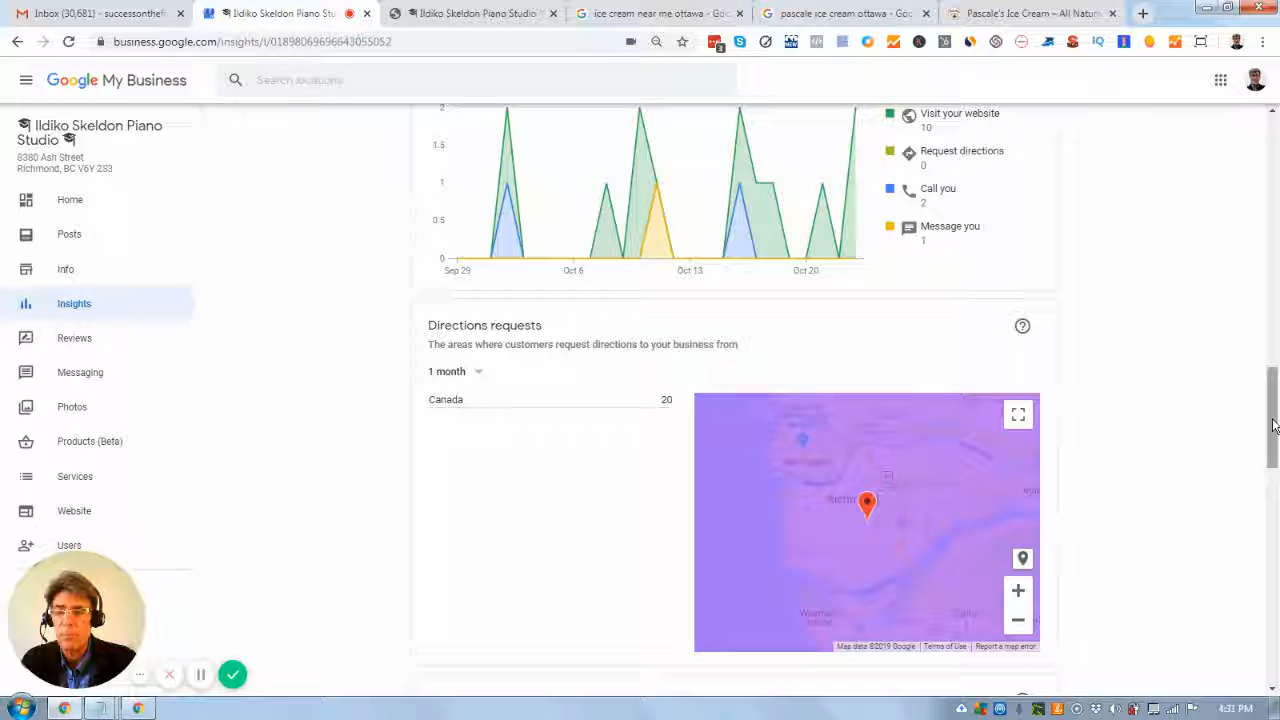 Inbox (30,681) - successonthef
Ildiko Skeldon Piano Stu
Ildiko Skeldon Piano Studio
ice cream near me ottawa - Goo
pascale ice cream ottawa - Goo
Pascale's Ice Cream – All Natur
business.google.com/insights/l/01898069696643055052
3
IQ
Google My Business
Search locations
Ildiko Skeldon Piano
Studio
8380 Ash Street
Richmond, BC V6Y 2S3
Home
Posts
Info
Insights
Reviews
Messaging
Photos
Products (Beta)
Services
Website
Users
2
1.5
1
0.5
0
Sep 29
Oct 6
Oct 13
Oct 20
Visit your website
10
Request directions
0
Call you
2
Message you
1
Directions requests
The areas where customers request directions to your business from
1 month
Canada
20
Map data ©2019 Google
Terms of Use
Report a map error
4:31 PM